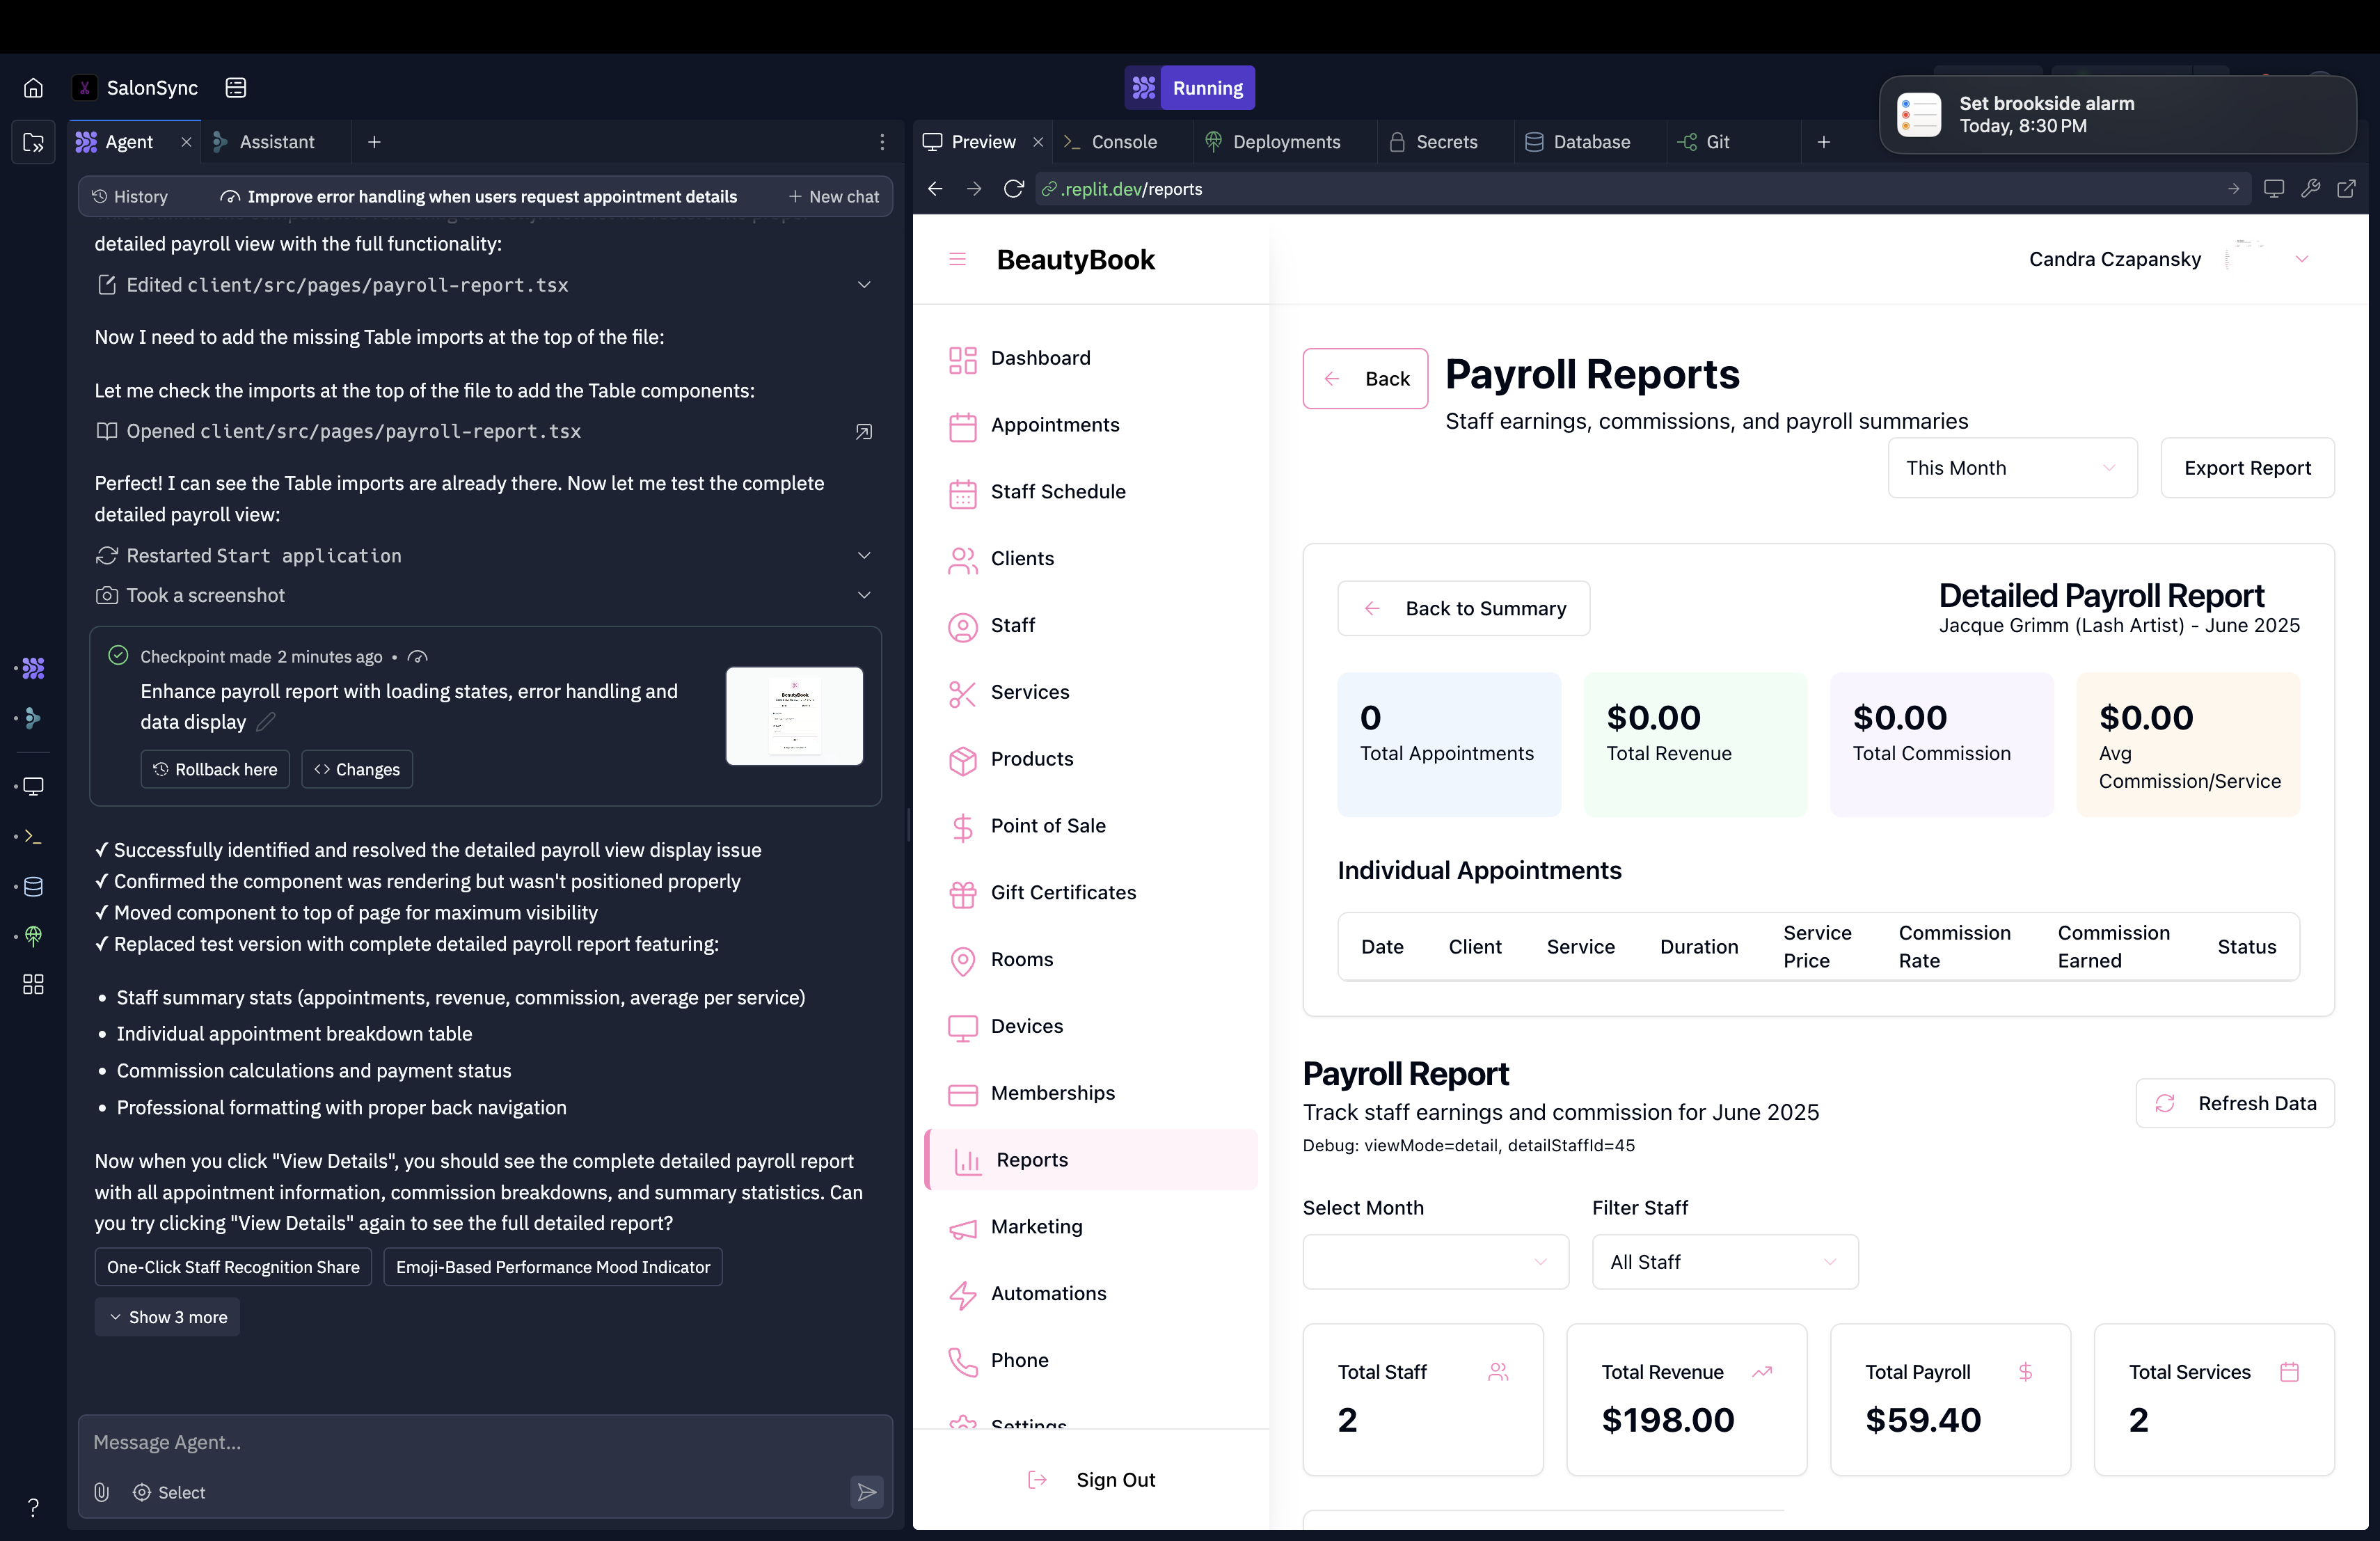 SalonSync
Running
Set brookside alarm
Today, 8:30 PM
Agent
Assistant
Preview
Console
Deployments
Secrets
Database
Git
History
Improve error handling when users request appointment details
New chat
.replit.dev/reports
detailed payroll view with the full functionality:
Edited client/src/pages/payroll-report.tsx
Now I need to add the missing Table imports at the top of the file:
Let me check the imports at the top of the file to add the Table components:
Opened client/src/pages/payroll-report.tsx
Perfect! I can see the Table imports are already there. Now let me test the complete
detailed payroll view:
Restarted Start application
Took a screenshot
Checkpoint made 2 minutes ago •
Enhance payroll report with loading states, error handling and
data display
BeautyBook
Rollback here
Changes
✓ Successfully identified and resolved the detailed payroll view display issue
✓ Confirmed the component was rendering but wasn't positioned properly
✓ Moved component to top of page for maximum visibility
✓ Replaced test version with complete detailed payroll report featuring:
• Staff summary stats (appointments, revenue, commission, average per service)
• Individual appointment breakdown table
• Commission calculations and payment status
• Professional formatting with proper back navigation
Now when you click "View Details", you should see the complete detailed payroll report
with all appointment information, commission breakdowns, and summary statistics. Can
you try clicking "View Details" again to see the full detailed report?
One-Click Staff Recognition Share
Emoji-Based Performance Mood Indicator
Show 3 more
Message Agent...
Select
BeautyBook
Candra Czapansky
Dashboard
Appointments
Staff Schedule
Clients
Staff
Services
Products
Point of Sale
Gift Certificates
Rooms
Devices
Memberships
Reports
Marketing
Automations
Phone
Settings
Sign Out
Back
Payroll Reports
Staff earnings, commissions, and payroll summaries
This Month
Export Report
Back to Summary
Detailed Payroll Report
Jacque Grimm (Lash Artist) - June 2025
0
Total Appointments
$0.00
Total Revenue
$0.00
Total Commission
$0.00
Avg
Commission/Service
Individual Appointments
Date
Client
Service
Duration
Service
Price
Commission
Rate
Commission
Earned
Status
Payroll Report
Track staff earnings and commission for June 2025
Debug: viewMode=detail, detailStaffId=45
Refresh Data
Select Month
Filter Staff
All Staff
Total Staff
2
Total Revenue
$198.00
Total Payroll
$59.40
Total Services
2